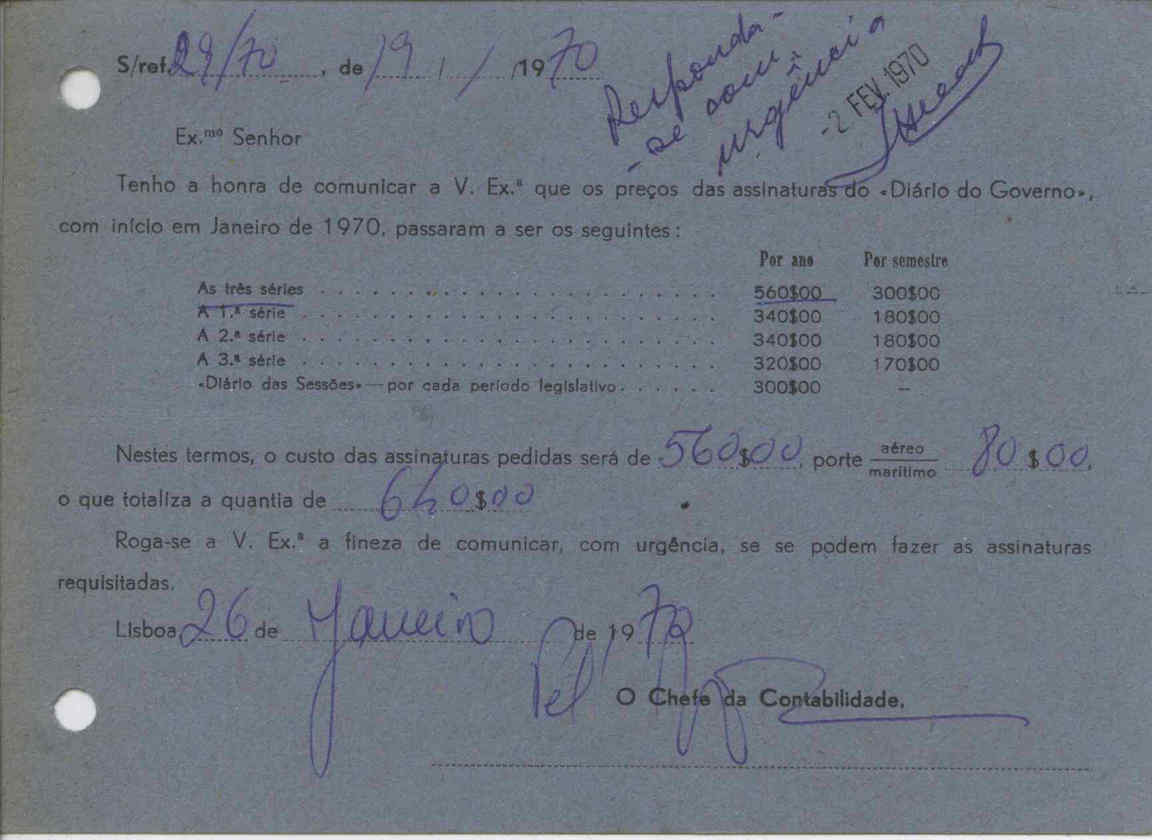 S/ref. 29/70, de 19 / 1 / 1970
Responda-
-se com
urgência
-2 FEV. 1970
Ex.mo Senhor
Tenho a honra de comunicar a V. Ex.ª que os preços das assinaturas do «Diário do Governo»,
com início em Janeiro de 1970, passaram a ser os seguintes:
Por ano Por semestre
As três séries . . . . . . . . . . 560$00 300$00
A 1.ª série . . . . . . . . . . 340$00 180$00
A 2.ª série . . . . . . . . . . 340$00 180$00
A 3.ª série . . . . . . . . . . 320$00 170$00
«Diário das Sessões» — por cada período legislativo . . . . . . 300$00 —
Nestes termos, o custo das assinaturas pedidas será de 560$00, porte aéreo/marítimo 80$00,
o que totaliza a quantia de 640$00
Roga-se a V. Ex.ª a fineza de comunicar, com urgência, se se podem fazer as assinaturas
requisitadas.
Lisboa, 26 de Janeiro de 1970
Pel' O Chefe da Contabilidade,